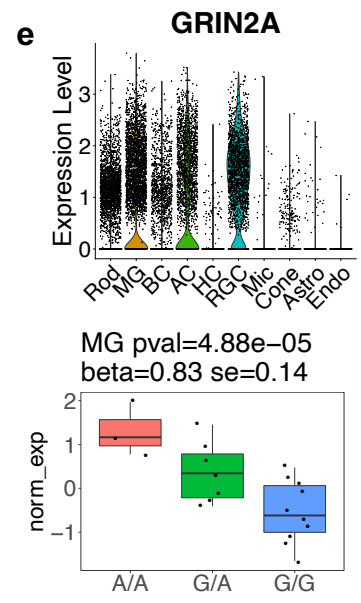 e
GRIN2A
Expression Level
3
2
1
0
Rod MG BC AC HC RGC Mic Cone Astro Endo
MG pval=4.88e−05
beta=0.83 se=0.14
norm_exp
2
1
0
−1
A/A G/A G/G